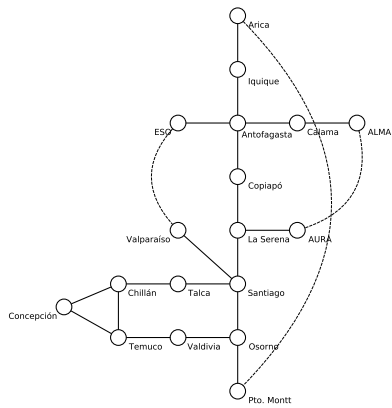 Arica
Iquique
ESO
Antofagasta
Calama
ALMA
Copiapó
Valparaíso
La Serena
AURA
Chillán
Talca
Santiago
Concepción
Temuco
Valdivia
Osorno
Pto. Montt